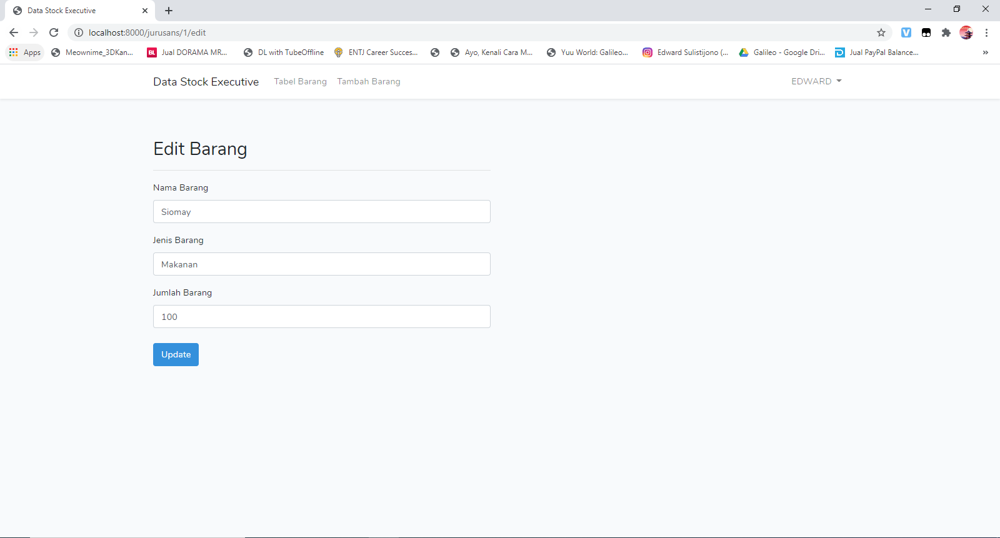 Data Stock Executive
localhost:8000/jurusans/1/edit
Apps Meownime_3DKan... BL Jual DORAMA MR... DL with TubeOffline ENTJ Career Succes... Ayo, Kenali Cara M... Yuu World: Galileo... Edward Sulistijono (... Galileo - Google Dri... Jual PayPal Balance...
Data Stock Executive Tabel Barang Tambah Barang EDWARD
Edit Barang
Nama Barang
Siomay
Jenis Barang
Makanan
Jumlah Barang
100
Update